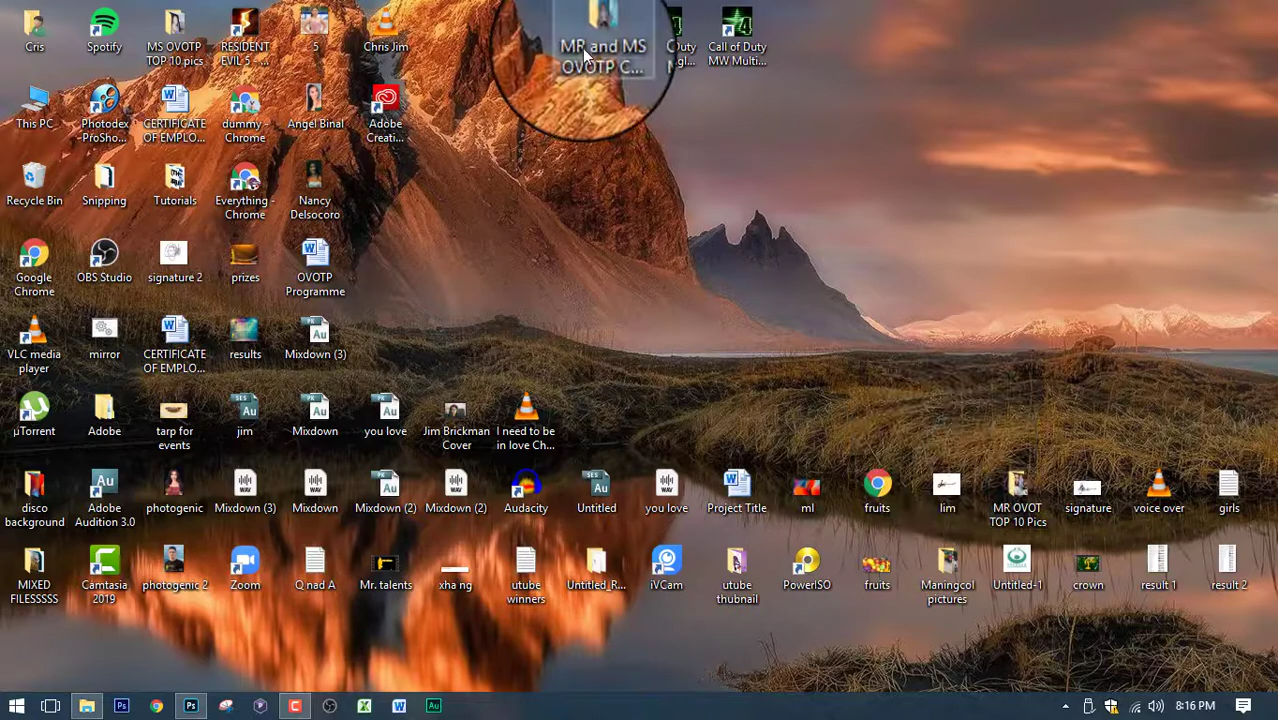 Cris
Spotify
MS OVOTP
TOP 10 pics
RESIDENT
EVIL 5 - ...
5
Chris Jim
MR and MS
OVOTP C...
Duty
Call of Duty
MW Multi...
This PC
Photodex
ProSho...
CERTIFICATE
OF EMPLO...
dummy -
Chrome
Angel Binal
Adobe
Creati...
Recycle Bin
Snipping
Tutorials
Everything -
Chrome
Nancy
Delsocoro
Google
Chrome
OBS Studio
signature 2
prizes
OVOTP
Programme
VLC media
player
mirror
CERTIFICATE
OF EMPLO...
results
Mixdown (3)
µTorrent
Adobe
tarp for
events
jim
Mixdown
you love
Jim Brickman
Cover
I need to be
in love Ch...
disco
background
Adobe
Audition 3.0
photogenic
Mixdown (3)
Mixdown
Mixdown (2)
Mixdown (2)
Audacity
Untitled
you love
Project Title
ml
fruits
lim
MR OVOT
TOP 10 Pics
signature
voice over
girls
MIXED
FILESSSSS
Camtasia
2019
photogenic 2
Zoom
Q nad A
Mr. talents
xha ng
utube
winners
Untitled_R...
iVCam
utube
thubnail
PowerISO
fruits
Maningcol
pictures
Untitled-1
crown
result 1
result 2
8:16 PM